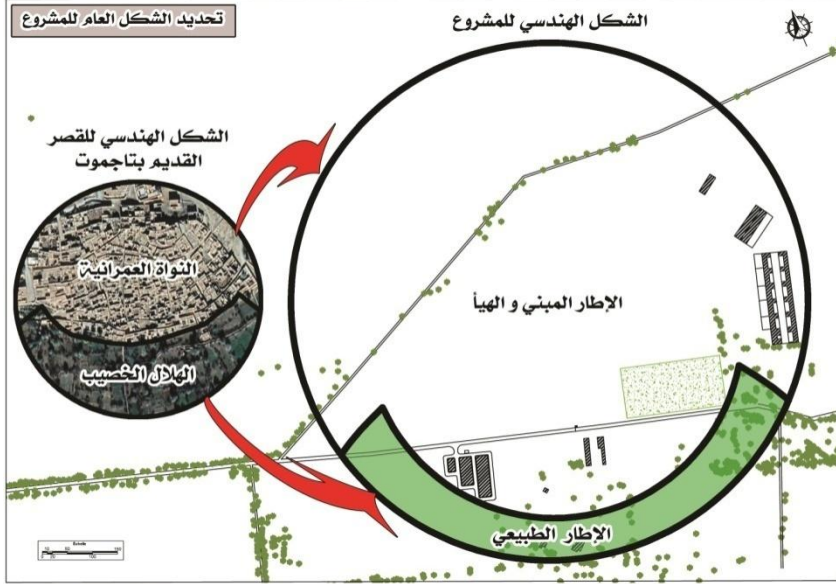 تحديد الشكل العام للمشروع
الشكل الهندسي للمشروع
الشكل الهندسي للقصر
القديم بتاجموت
النواة العمرانية
الهلال الخصيب
الإطار المبني و الهيأ
الإطار الطبيعي